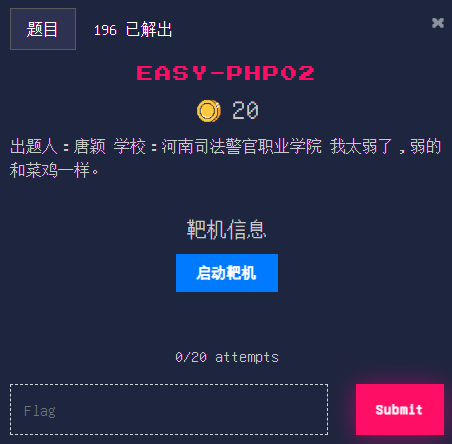 题目 196 已解出
EASY-PHP02
20
出题人：唐颖 学校：河南司法警官职业学院 我太弱了，弱的
和菜鸡一样。
靶机信息
启动靶机
0/20 attempts
Flag Submit